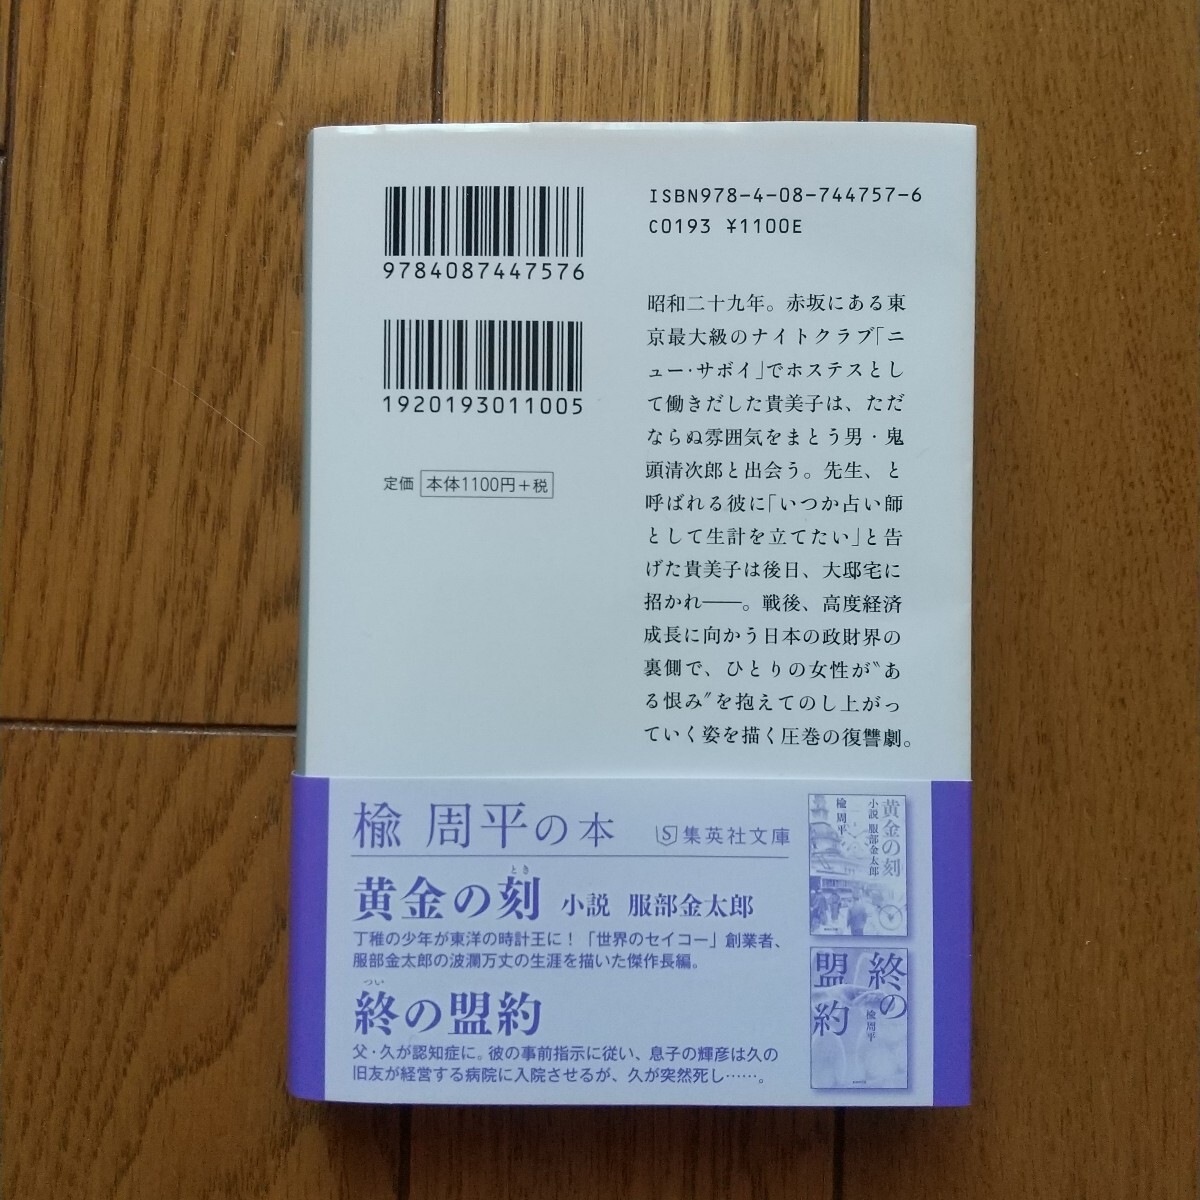 9784087447576
1920193011005
定価 本体1100円+税
ISBN978-4-08-744757-6
C0193 ¥1100E
昭和二十九年。赤坂にある東
京最大級のナイトクラブ「ニ
ュー・サボイ」でホステスとし
て働きだした貴美子は、ただ
ならぬ雰囲気をまとう男・鬼
頭清次郎と出会う。先生、と
呼ばれる彼に「いつか占い師
として生計を立てたい」と告
げた貴美子は後日、大邸宅に
招かれ――。戦後、高度経済
成長に向かう日本の政財界の
裏側で、ひとりの女性が〝あ
る恨み〟を抱えてのし上がっ
ていく姿を描く圧巻の復讐劇。
楡 周平の本 S 集英社文庫
とき
黄金の刻 小説 服部金太郎
丁稚の少年が東洋の時計王に!「世界のセイコー」創業者、
服部金太郎の波瀾万丈の生涯を描いた傑作長編。
つい
終の盟約
父・久が認知症に。彼の事前指示に従い、息子の輝彦は久の
旧友が経営する病院に入院させるが、久が突然死し……。
黄金の刻
小説 服部金太郎
楡 周平
終の
盟約
楡 周平